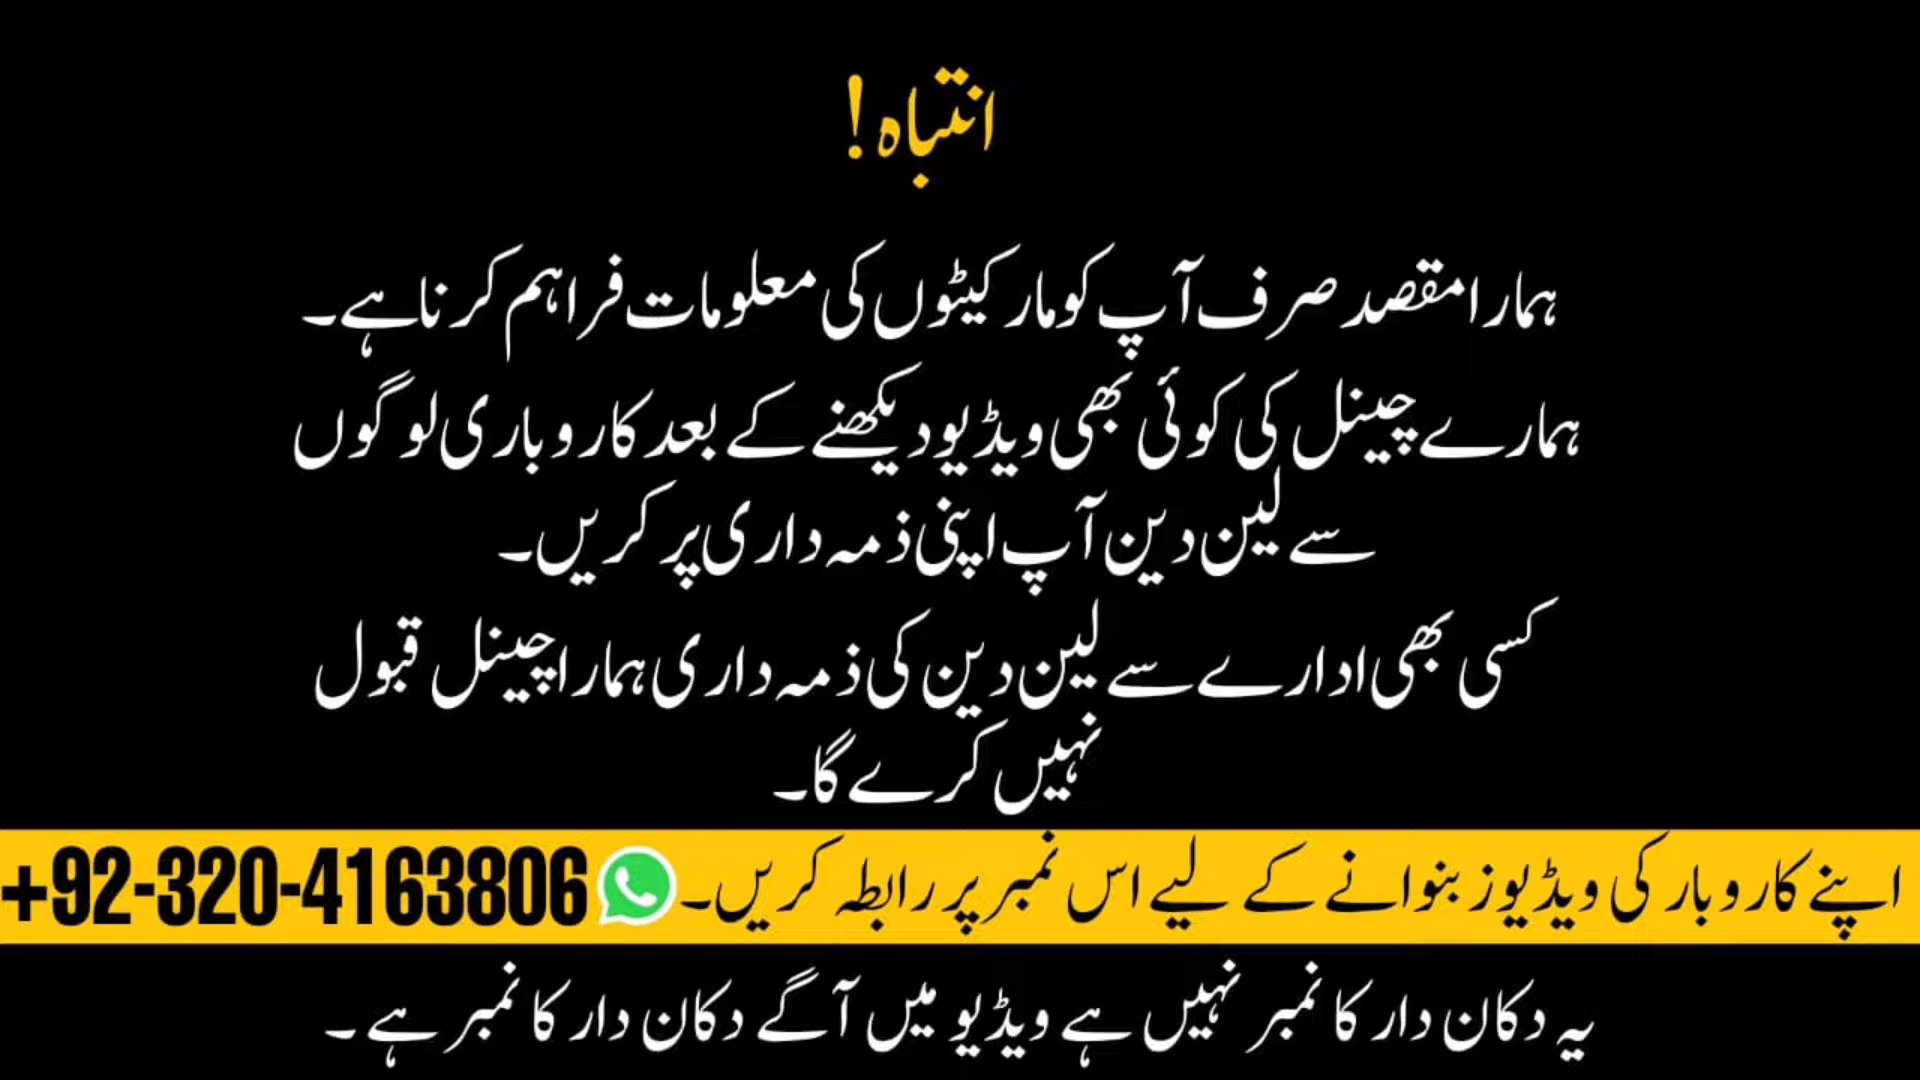 انتباہ!
ہمارا مقصد صرف آپ کو مارکیٹوں کی معلومات فراہم کرنا ہے۔
ہمارے چینل کی کوئی بھی ویڈیو دیکھنے کے بعد کاروباری لوگوں
سے لین دین آپ اپنی ذمہ داری پر کریں۔
کسی بھی ادارے سے لین دین کی ذمہ داری ہمارا چینل قبول
نہیں کرے گا۔
اپنے کاروبار کی ویڈیوز بنوانے کے لیے اس نمبر پر رابطہ کریں۔ +92-320-4163806
یہ دکان دار کا نمبر نہیں ہے ویڈیو میں آگے دکان دار کا نمبر ہے۔